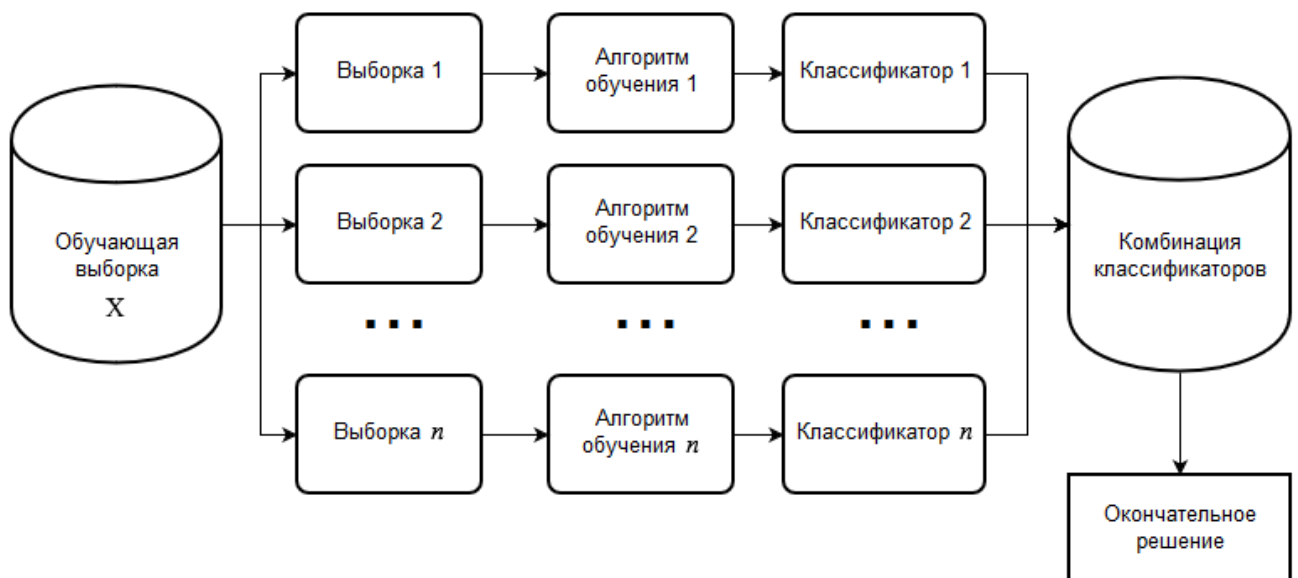 Обучающая
выборка
X
Выборка 1
Алгоритм
обучения 1
Классификатор 1
Выборка 2
Алгоритм
обучения 2
Классификатор 2
...
...
...
Выборка n
Алгоритм
обучения n
Классификатор n
Комбинация
классификаторов
Окончательное
решение